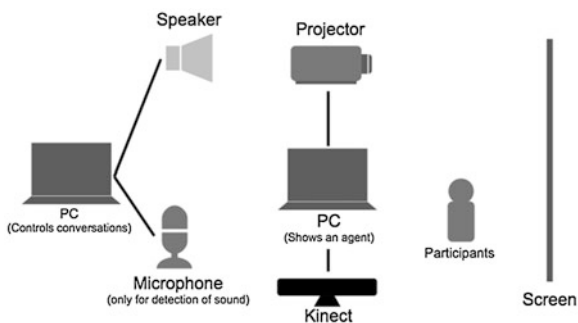 Speaker
Projector
PC
(Controls conversations)
PC
(Shows an agent)
Participants
Microphone
(only for detection of sound)
Kinect
Screen